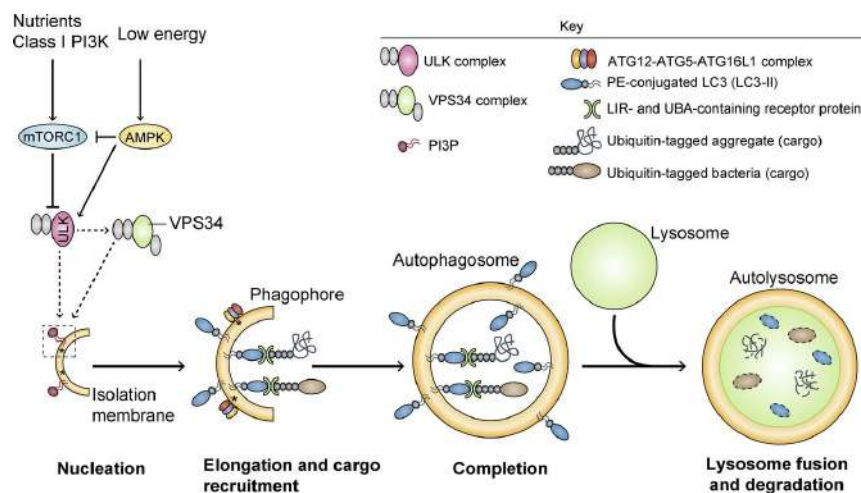 Nutrients
Class I PI3K
Low energy
mTORC1
AMPK
ULK
VPS34
Key
ULK complex
VPS34 complex
PI3P
ATG12-ATG5-ATG16L1 complex
PE-conjugated LC3 (LC3-II)
LIR- and UBA-containing receptor protein
Ubiquitin-tagged aggregate (cargo)
Ubiquitin-tagged bacteria (cargo)
Isolation
membrane
Phagophore
Autophagosome
Lysosome
Autolysosome
Nucleation
Elongation and cargo
recruitment
Completion
Lysosome fusion
and degradation